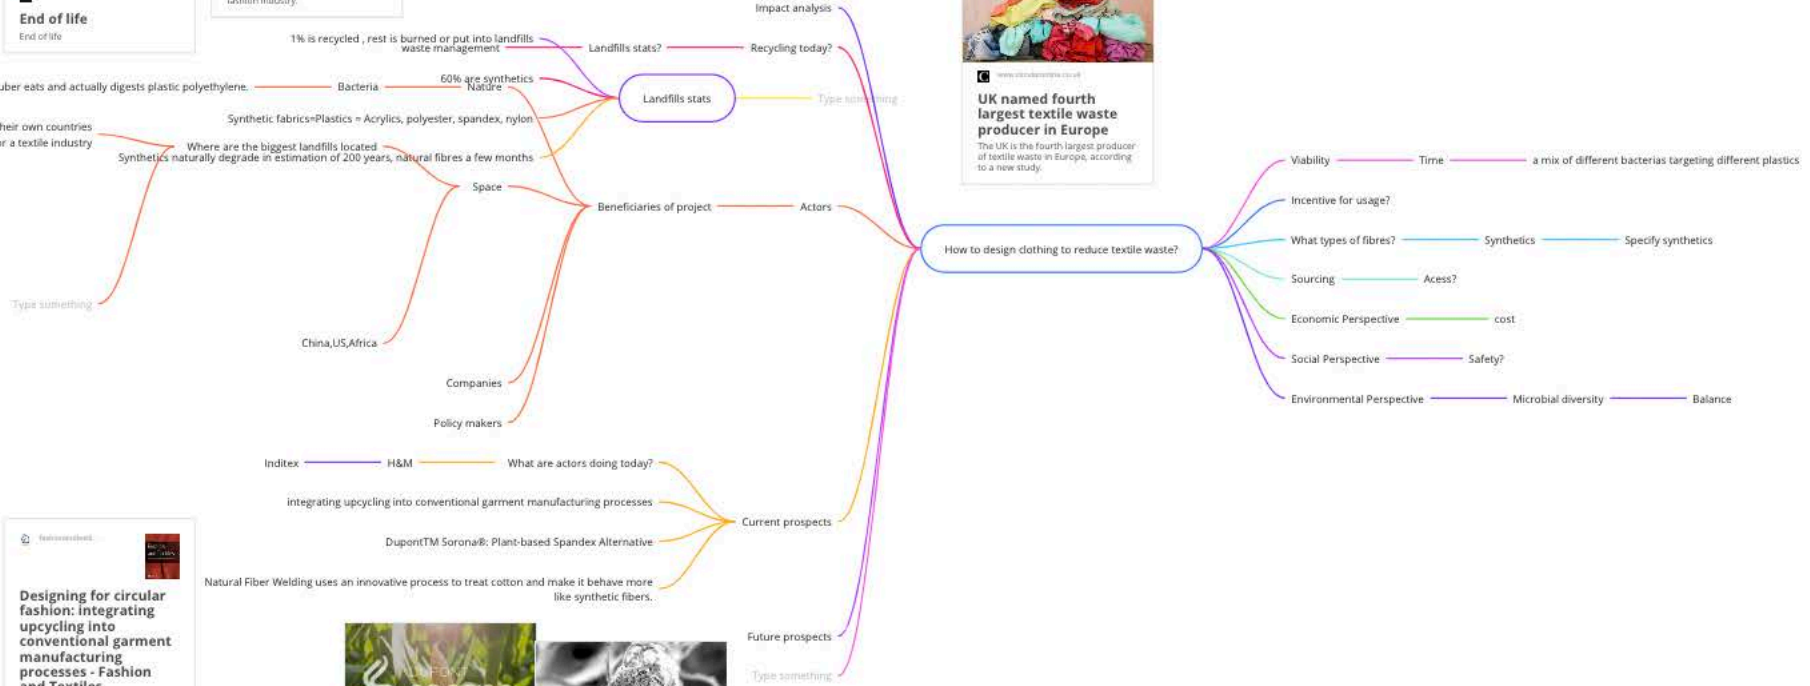 End of life
End of life
fashion industry.
Impact analysis
1% is recycled , rest is burned or put into landfills
waste management
Landfills stats?
Recycling today?
60% are synthetics
uber eats and actually digests plastic polyethylene.
Bacteria
Nature
Landfills stats
Type something
Synthetic fabrics=Plastics = Acrylics, polyester, spandex, nylon
heir own countries
r a textile industry
Where are the biggest landfills located
Synthetics naturally degrade in estimation of 200 years, natural fibres a few months
Space
Beneficiaries of project
Actors
Type something
China,US,Africa
Companies
Policy makers
Inditex
H&M
What are actors doing today?
integrating upcycling into conventional garment manufacturing processes
Current prospects
DupontTM Sorona®: Plant-based Spandex Alternative
Natural Fiber Welding uses an innovative process to treat cotton and make it behave more
like synthetic fibers.
Future prospects
Type something
Designing for circular
fashion: integrating
upcycling into
conventional garment
manufacturing
processes - Fashion
and Textiles
DUPONT
UK named fourth
largest textile waste
producer in Europe
The UK is the fourth largest producer
of textile waste in Europe, according
to a new study.
How to design clothing to reduce textile waste?
Viability
Time
a mix of different bacterias targeting different plastics
Incentive for usage?
What types of fibres?
Synthetics
Specify synthetics
Sourcing
Acess?
Economic Perspective
cost
Social Perspective
Safety?
Environmental Perspective
Microbial diversity
Balance